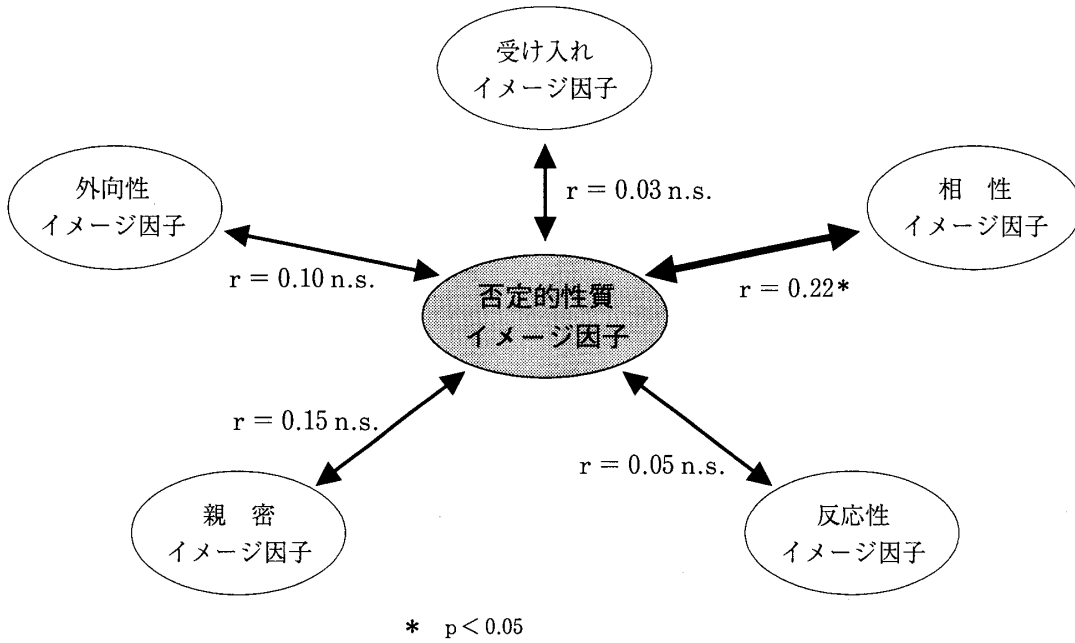 受け入れ
イメージ因子
外向性
イメージ因子
相 性
イメージ因子
r = 0.03 n.s.
r = 0.10 n.s.
r = 0.22*
否定的性質
イメージ因子
r = 0.15 n.s.
r = 0.05 n.s.
親 密
イメージ因子
反応性
イメージ因子
* p < 0.05